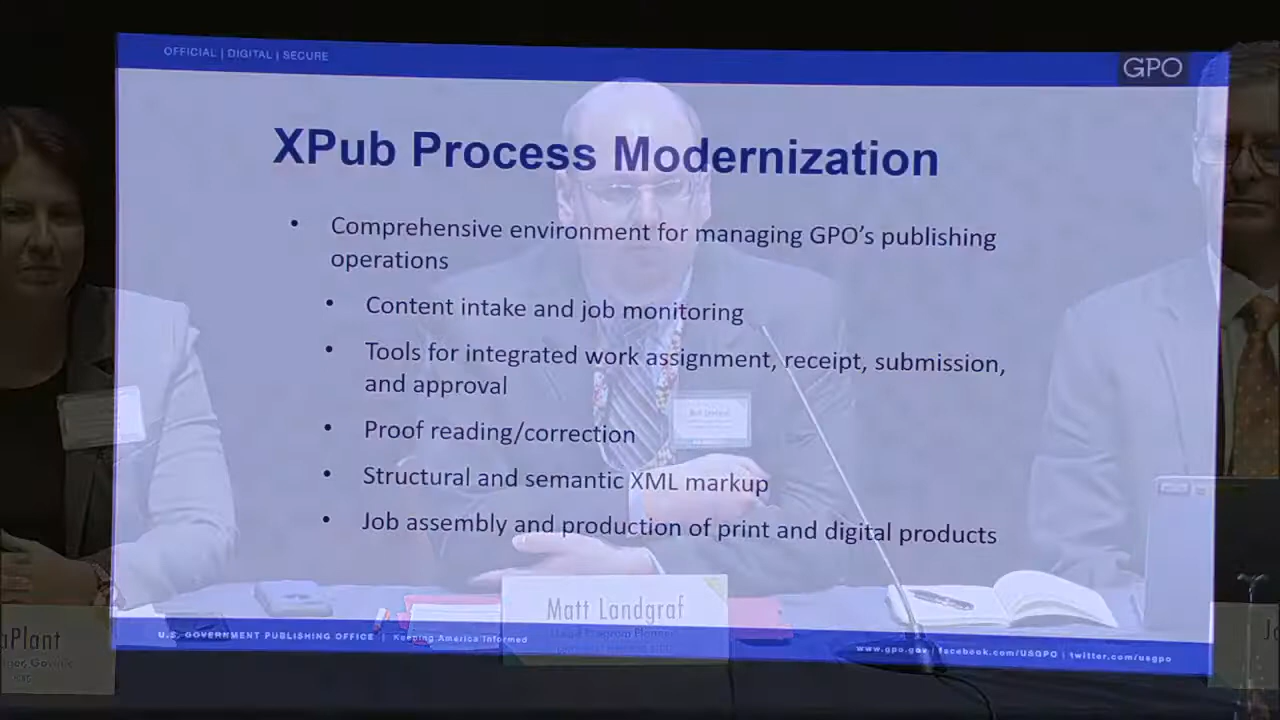 OFFICIAL | DIGITAL | SECURE
GPO
XPub Process Modernization
• Comprehensive environment for managing GPO's publishing
operations
• Content intake and job monitoring
• Tools for integrated work assignment, receipt, submission,
and approval
• Proof reading/correction
• Structural and semantic XML markup
• Job assembly and production of print and digital products
Matt Landgraf
aPlant
U.S. GOVERNMENT PUBLISHING OFFICE | Keeping America Informed
www.gpo.gov | facebook.com/USGPO | twitter.com/usgpo